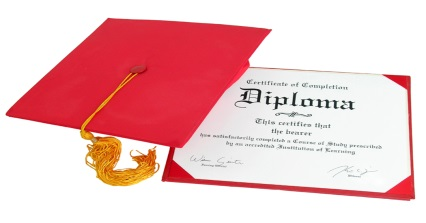 Certificate of Completion
Diploma
This certifies that
the bearer
has satisfactorily completed a Course of Study prescribed
by an accredited Institution of Learning